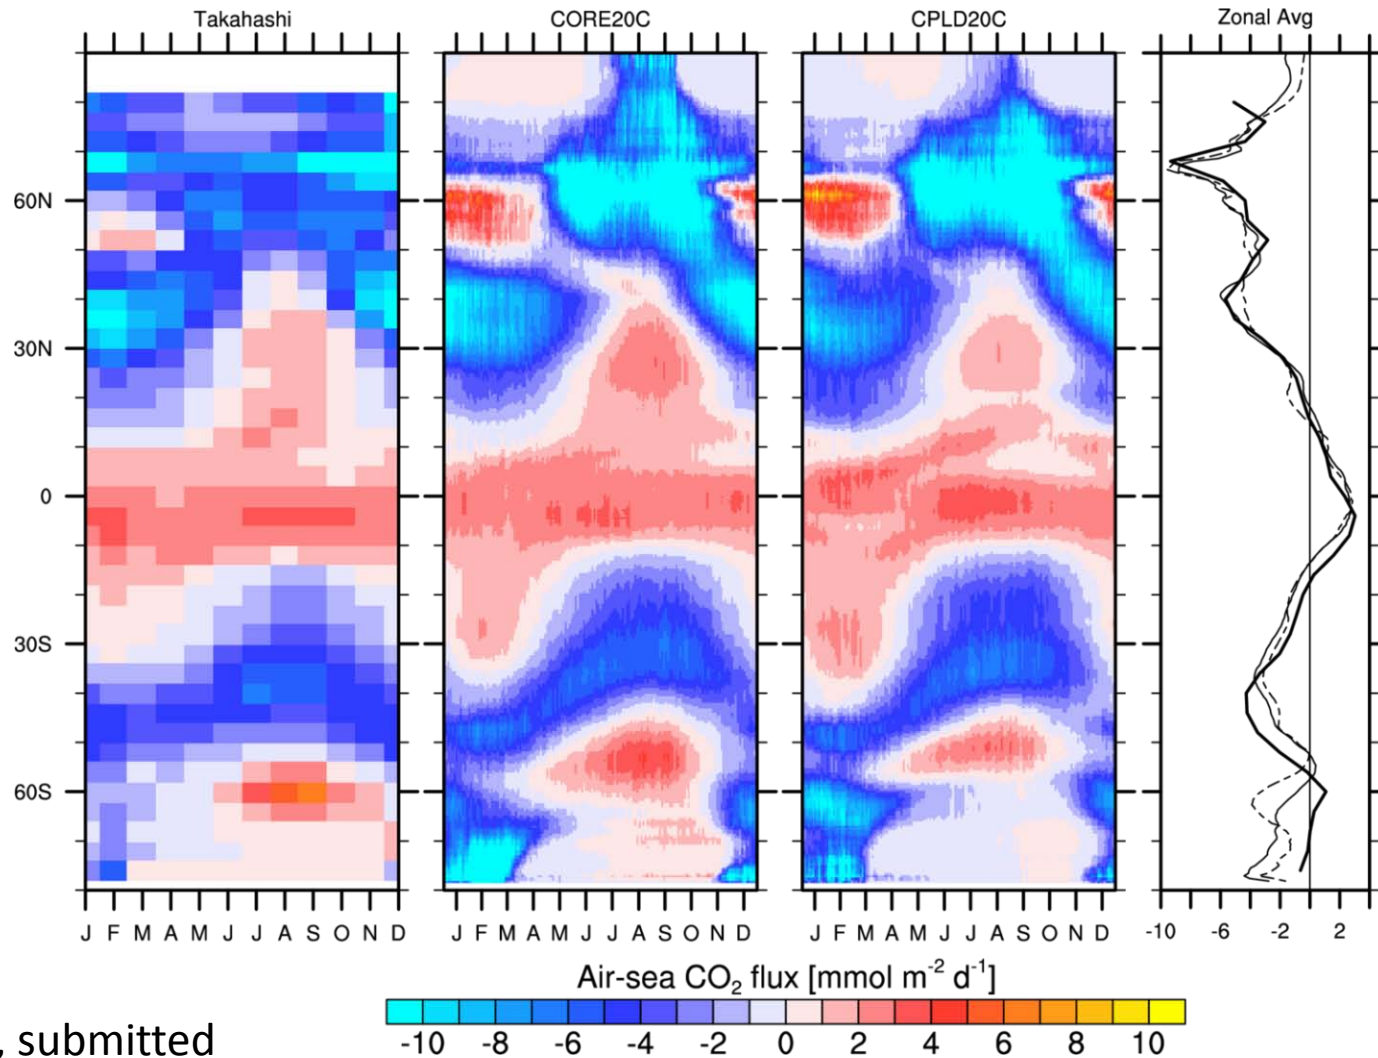 Takahashi CORE20C CPLD20C Zonal Avg
60N
30N
0
30S
60S
J F M A M J J A S O N D J F M A M J J A S O N D J F M A M J J A S O N D -10 -6 -2 2
Air-sea CO₂ flux [mmol m⁻² d⁻¹]
-10 -8 -6 -4 -2 0 2 4 6 8 10
, submitted